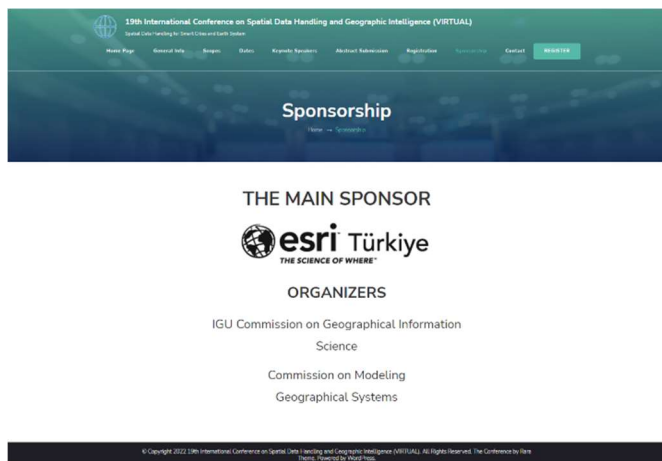 19th International Conference on Spatial Data Handling and Geographic Intelligence (VIRTUAL)
Spatial Data Handling for Smart Cities and Earth System
Home Page General Info Scopes Dates Keynote Speakers Abstract Submission Registration Sponsorship Contact REGISTER
Sponsorship
Home → Sponsorship
THE MAIN SPONSOR
esri Türkiye
THE SCIENCE OF WHERE™
ORGANIZERS
IGU Commission on Geographical Information
Science
Commission on Modeling
Geographical Systems
© Copyright 2022 19th International Conference on Spatial Data Handling and Geographic Intelligence (VIRTUAL). All Rights Reserved. The Conference by Rara
Theme. Powered by WordPress.